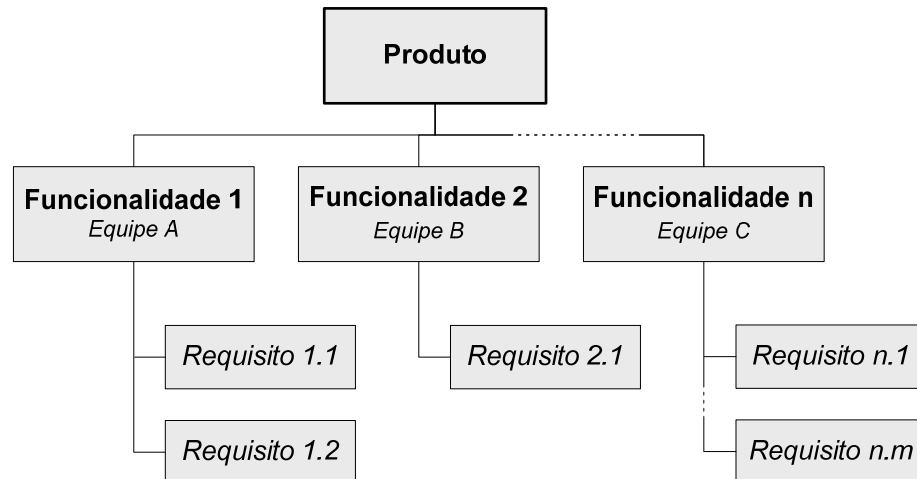 Produto
Funcionalidade 1
Equipe A
Funcionalidade 2
Equipe B
Funcionalidade n
Equipe C
Requisito 1.1
Requisito 2.1
Requisito n.1
Requisito 1.2
Requisito n.m